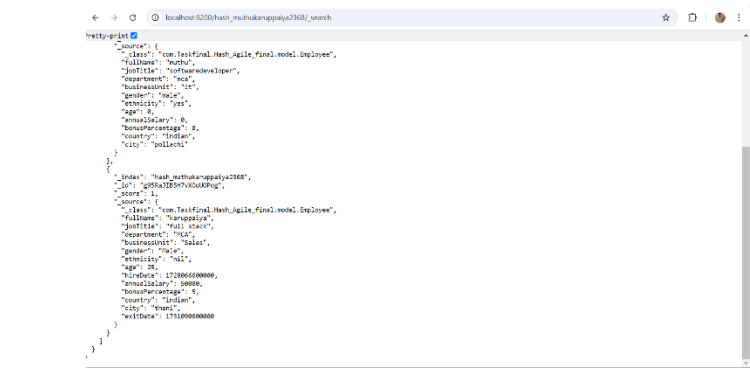 localhost:9200/hash_muthukaruppaiya2368/_search
Pretty-print
"_source": {
"_class": "com.Taskfinal.Hash_Agile_final.model.Employee",
"fullName": "muthu",
"jobTitle": "softwaredeveloper",
"department": "mca",
"businessUnit": "it",
"gender": "male",
"ethnicity": "yes",
"age": 0,
"annualSalary": 0,
"bonusPercentage": 0,
"country": "indian",
"city": "pollachi"
}
},
{
"_index": "hash_muthukaruppaiya2368",
"_id":
"_score": 1,
"_source": {
"_class": "com.Taskfinal.Hash_Agile_final.model.Employee",
"fullName": "karuppaiya",
"jobTitle": "full stack",
"department": "MCA",
"businessUnit": "Sales",
"gender": "Male",
"ethnicity": "nil",
"age": 25,
"hireDate": 1728066600000,
"annualSalary": 50000,
"bonusPercentage": 5,
"country": "indian",
"city": "theni",
"exitDate": 1731090600000
}
}
]
}